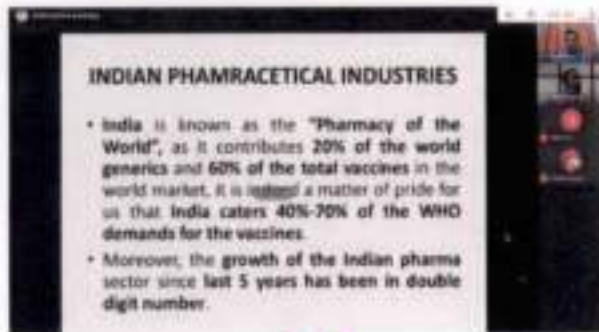 INDIAN PHAMRACETICAL INDUSTRIES
• India is known as the "Pharmacy of the
World", as it contributes 20% of the world
generics and 60% of the total vaccines in the
world market, it is indeed a matter of pride for
us that India caters 40%-70% of the WHO
demands for the vaccines.
• Moreover, the growth of the Indian pharma
sector since last 5 years has been in double
digit number.